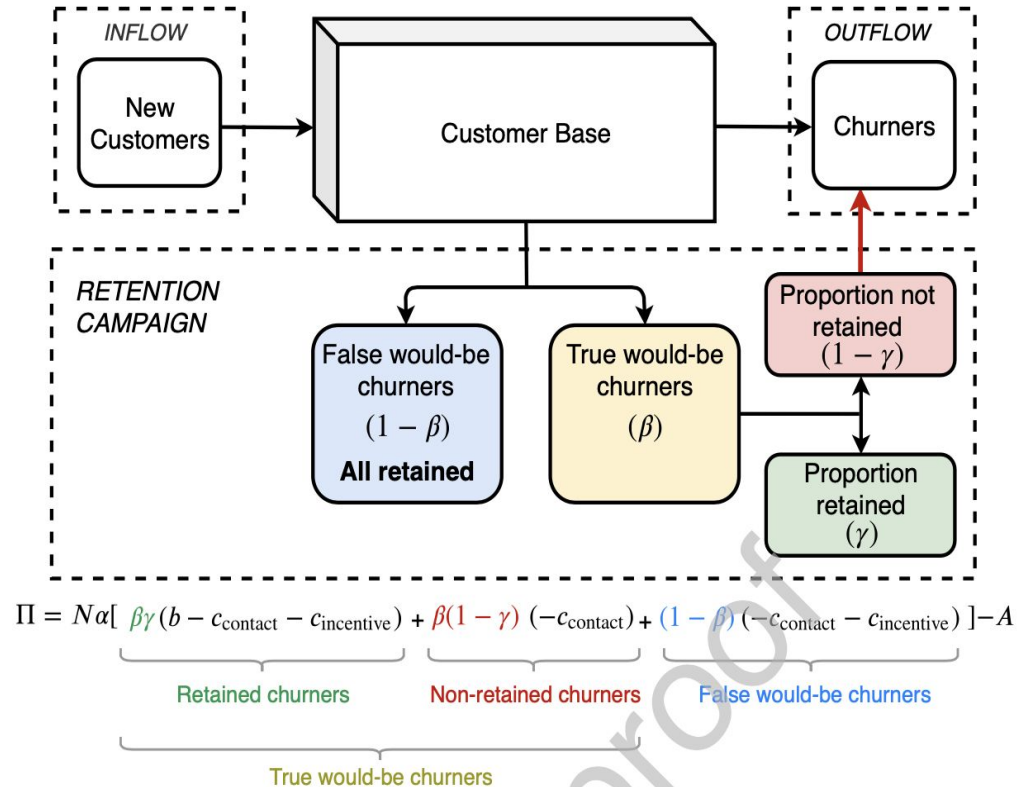 INFLOW
New
Customers
Customer Base
OUTFLOW
Churners
RETENTION
CAMPAIGN
False would-be
churners
(1 − β)
All retained
True would-be
churners
(β)
Proportion not
retained
(1 − γ)
Proportion
retained
(γ)
Π = Nα[ βγ(b − c_contact − c_incentive) + β(1 − γ) (−c_contact) + (1 − β) (−c_contact − c_incentive) ]−A
Retained churners
Non-retained churners
False would-be churners
True would-be churners
proof